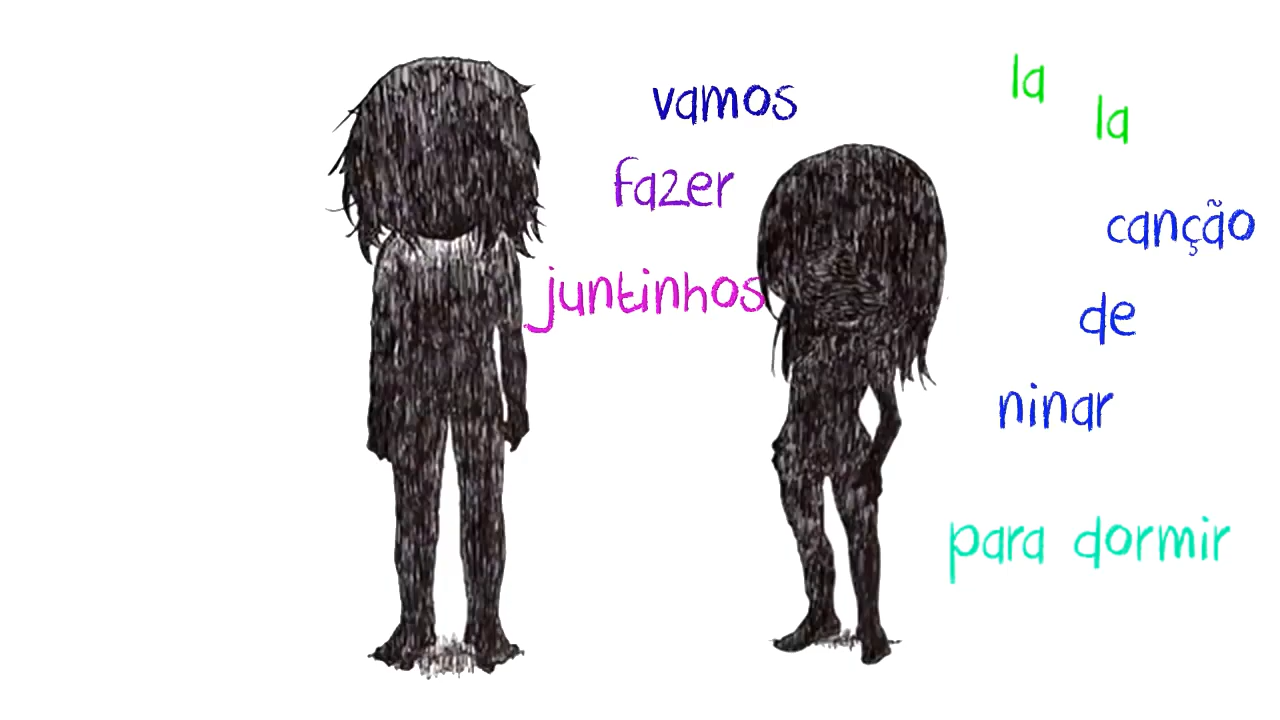 vamos
fazer
juntinhos
la
la
canção
de
ninar
para dormir